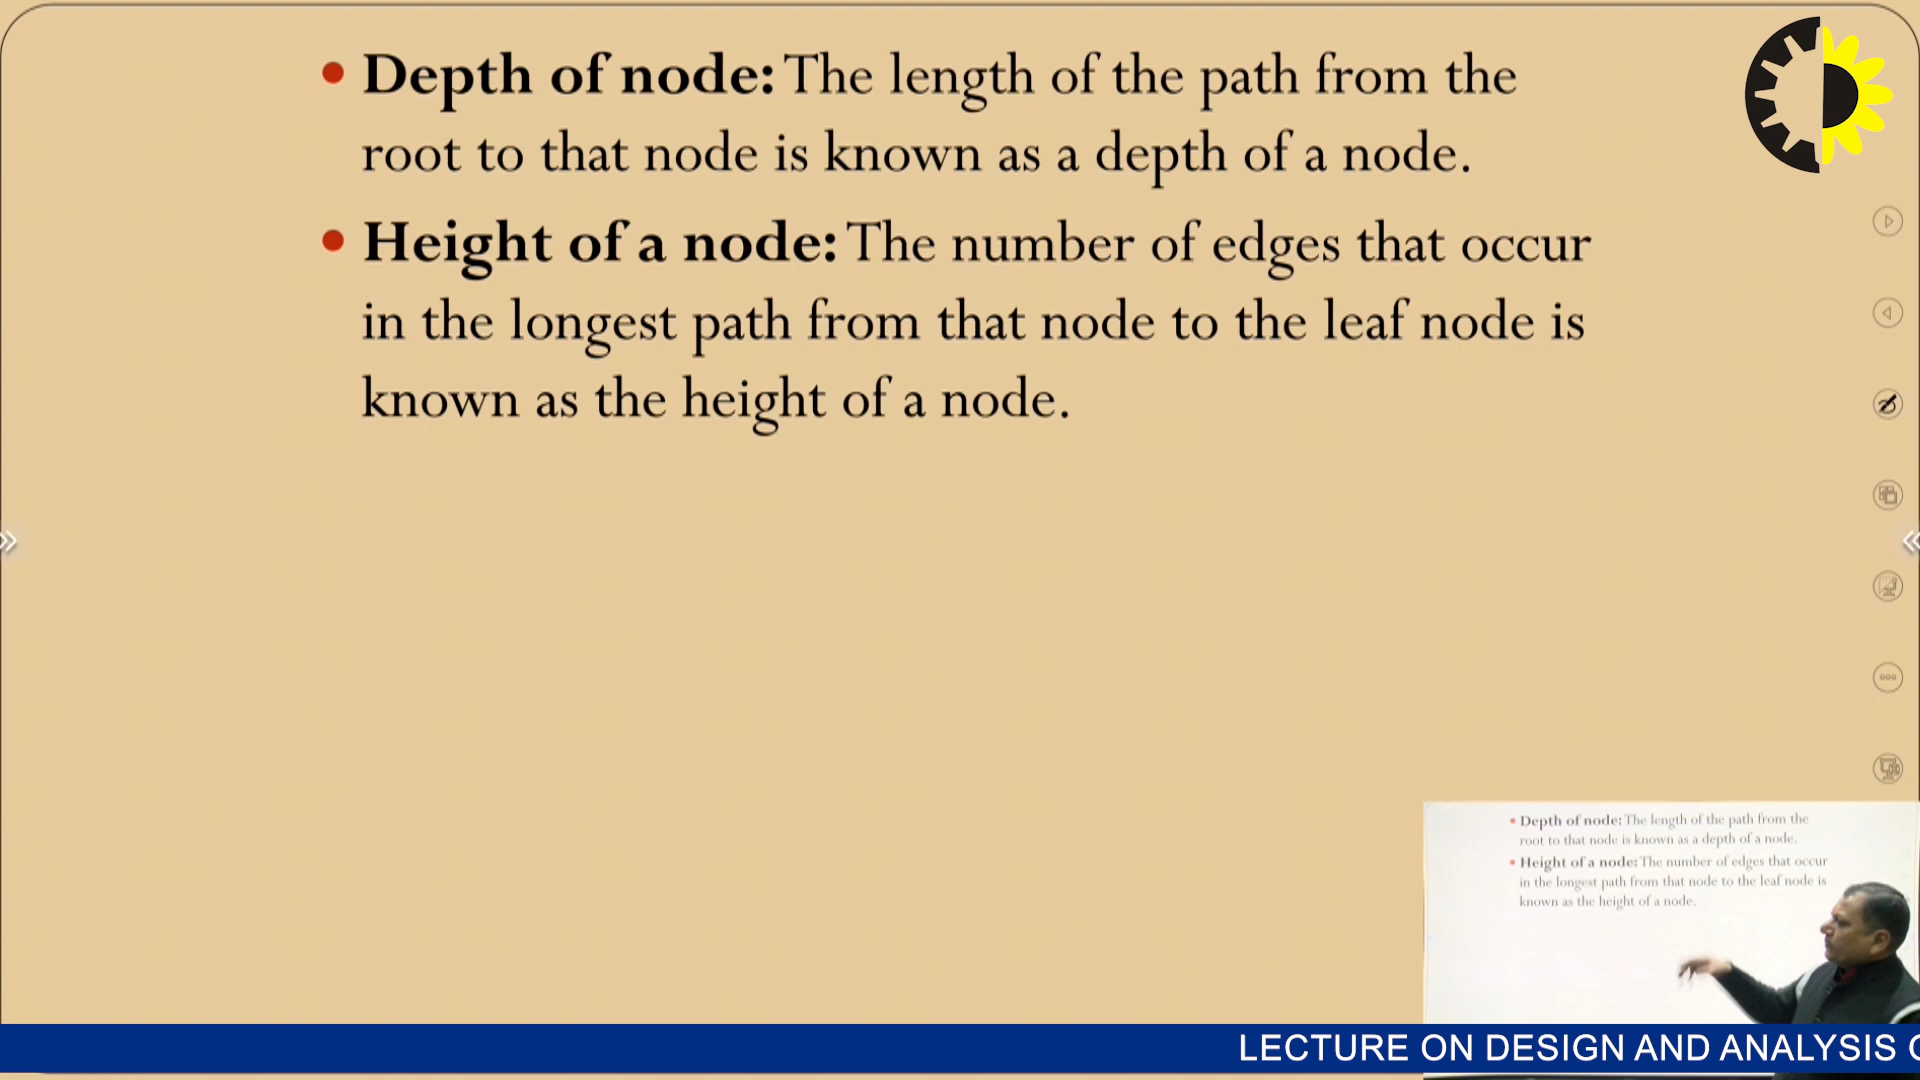 • Depth of node: The length of the path from the
root to that node is known as a depth of a node.
• Height of a node: The number of edges that occur
in the longest path from that node to the leaf node is
known as the height of a node.
• Depth of node: The length of the path from the
root to that node is known as a depth of a node.
• Height of a node: The number of edges that occur
in the longest path from that node to the leaf node is
known as the height of a node.
LECTURE ON DESIGN AND ANALYSIS